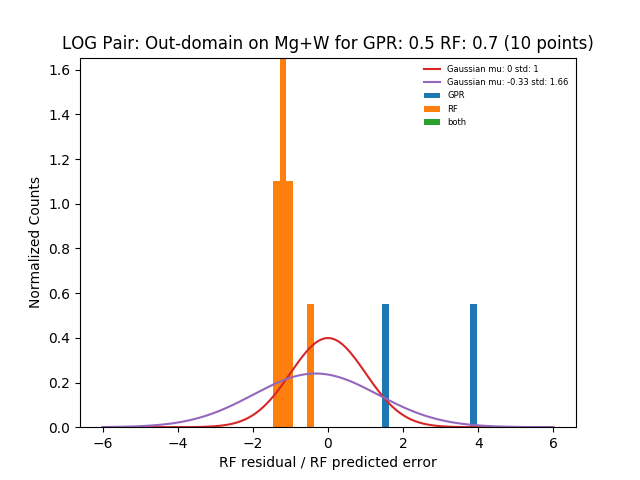 LOG Pair: Out-domain on Mg+W for GPR: 0.5 RF: 0.7 (10 points)
Gaussian mu: 0 std: 1
Gaussian mu: -0.33 std: 1.66
GPR
RF
both
Normalized Counts
1.6
1.4
1.2
1.0
0.8
0.6
0.4
0.2
0.0
−6 −4 −2 0 2 4 6
RF residual / RF predicted error